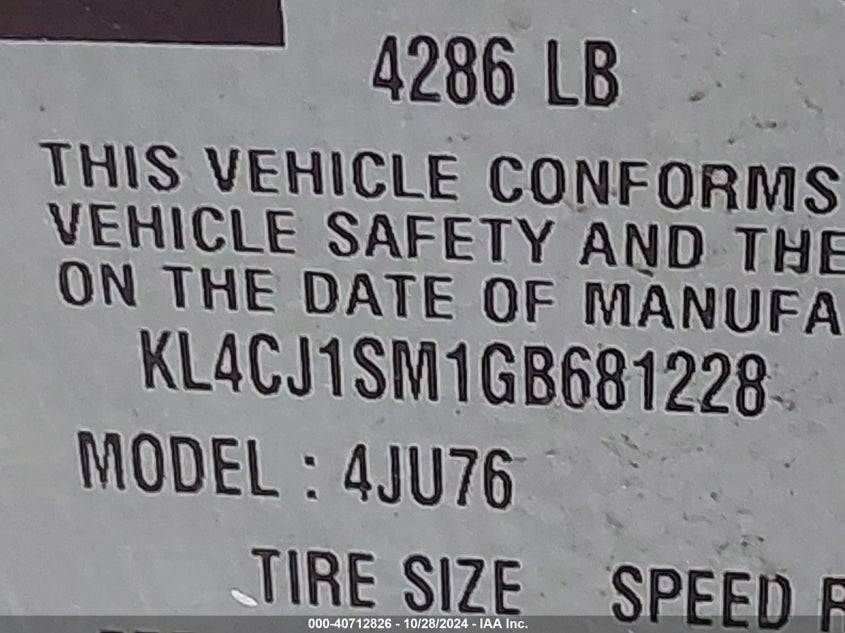 4286 LB
THIS VEHICLE CONFORMS
VEHICLE SAFETY AND THE
ON THE DATE OF MANUFA
KL4CJ1SM1GB681228
MODEL : 4JU76
TIRE SIZE SPEED R
000-40712826 - 10/28/2024 - IAA, Inc.